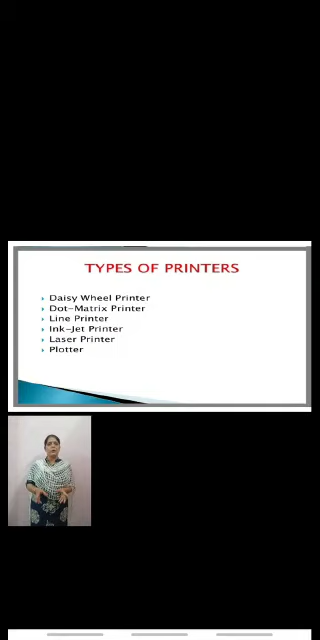 TYPES OF PRINTERS
Daisy Wheel Printer
Dot-Matrix Printer
Line Printer
Ink-Jet Printer
Laser Printer
Plotter